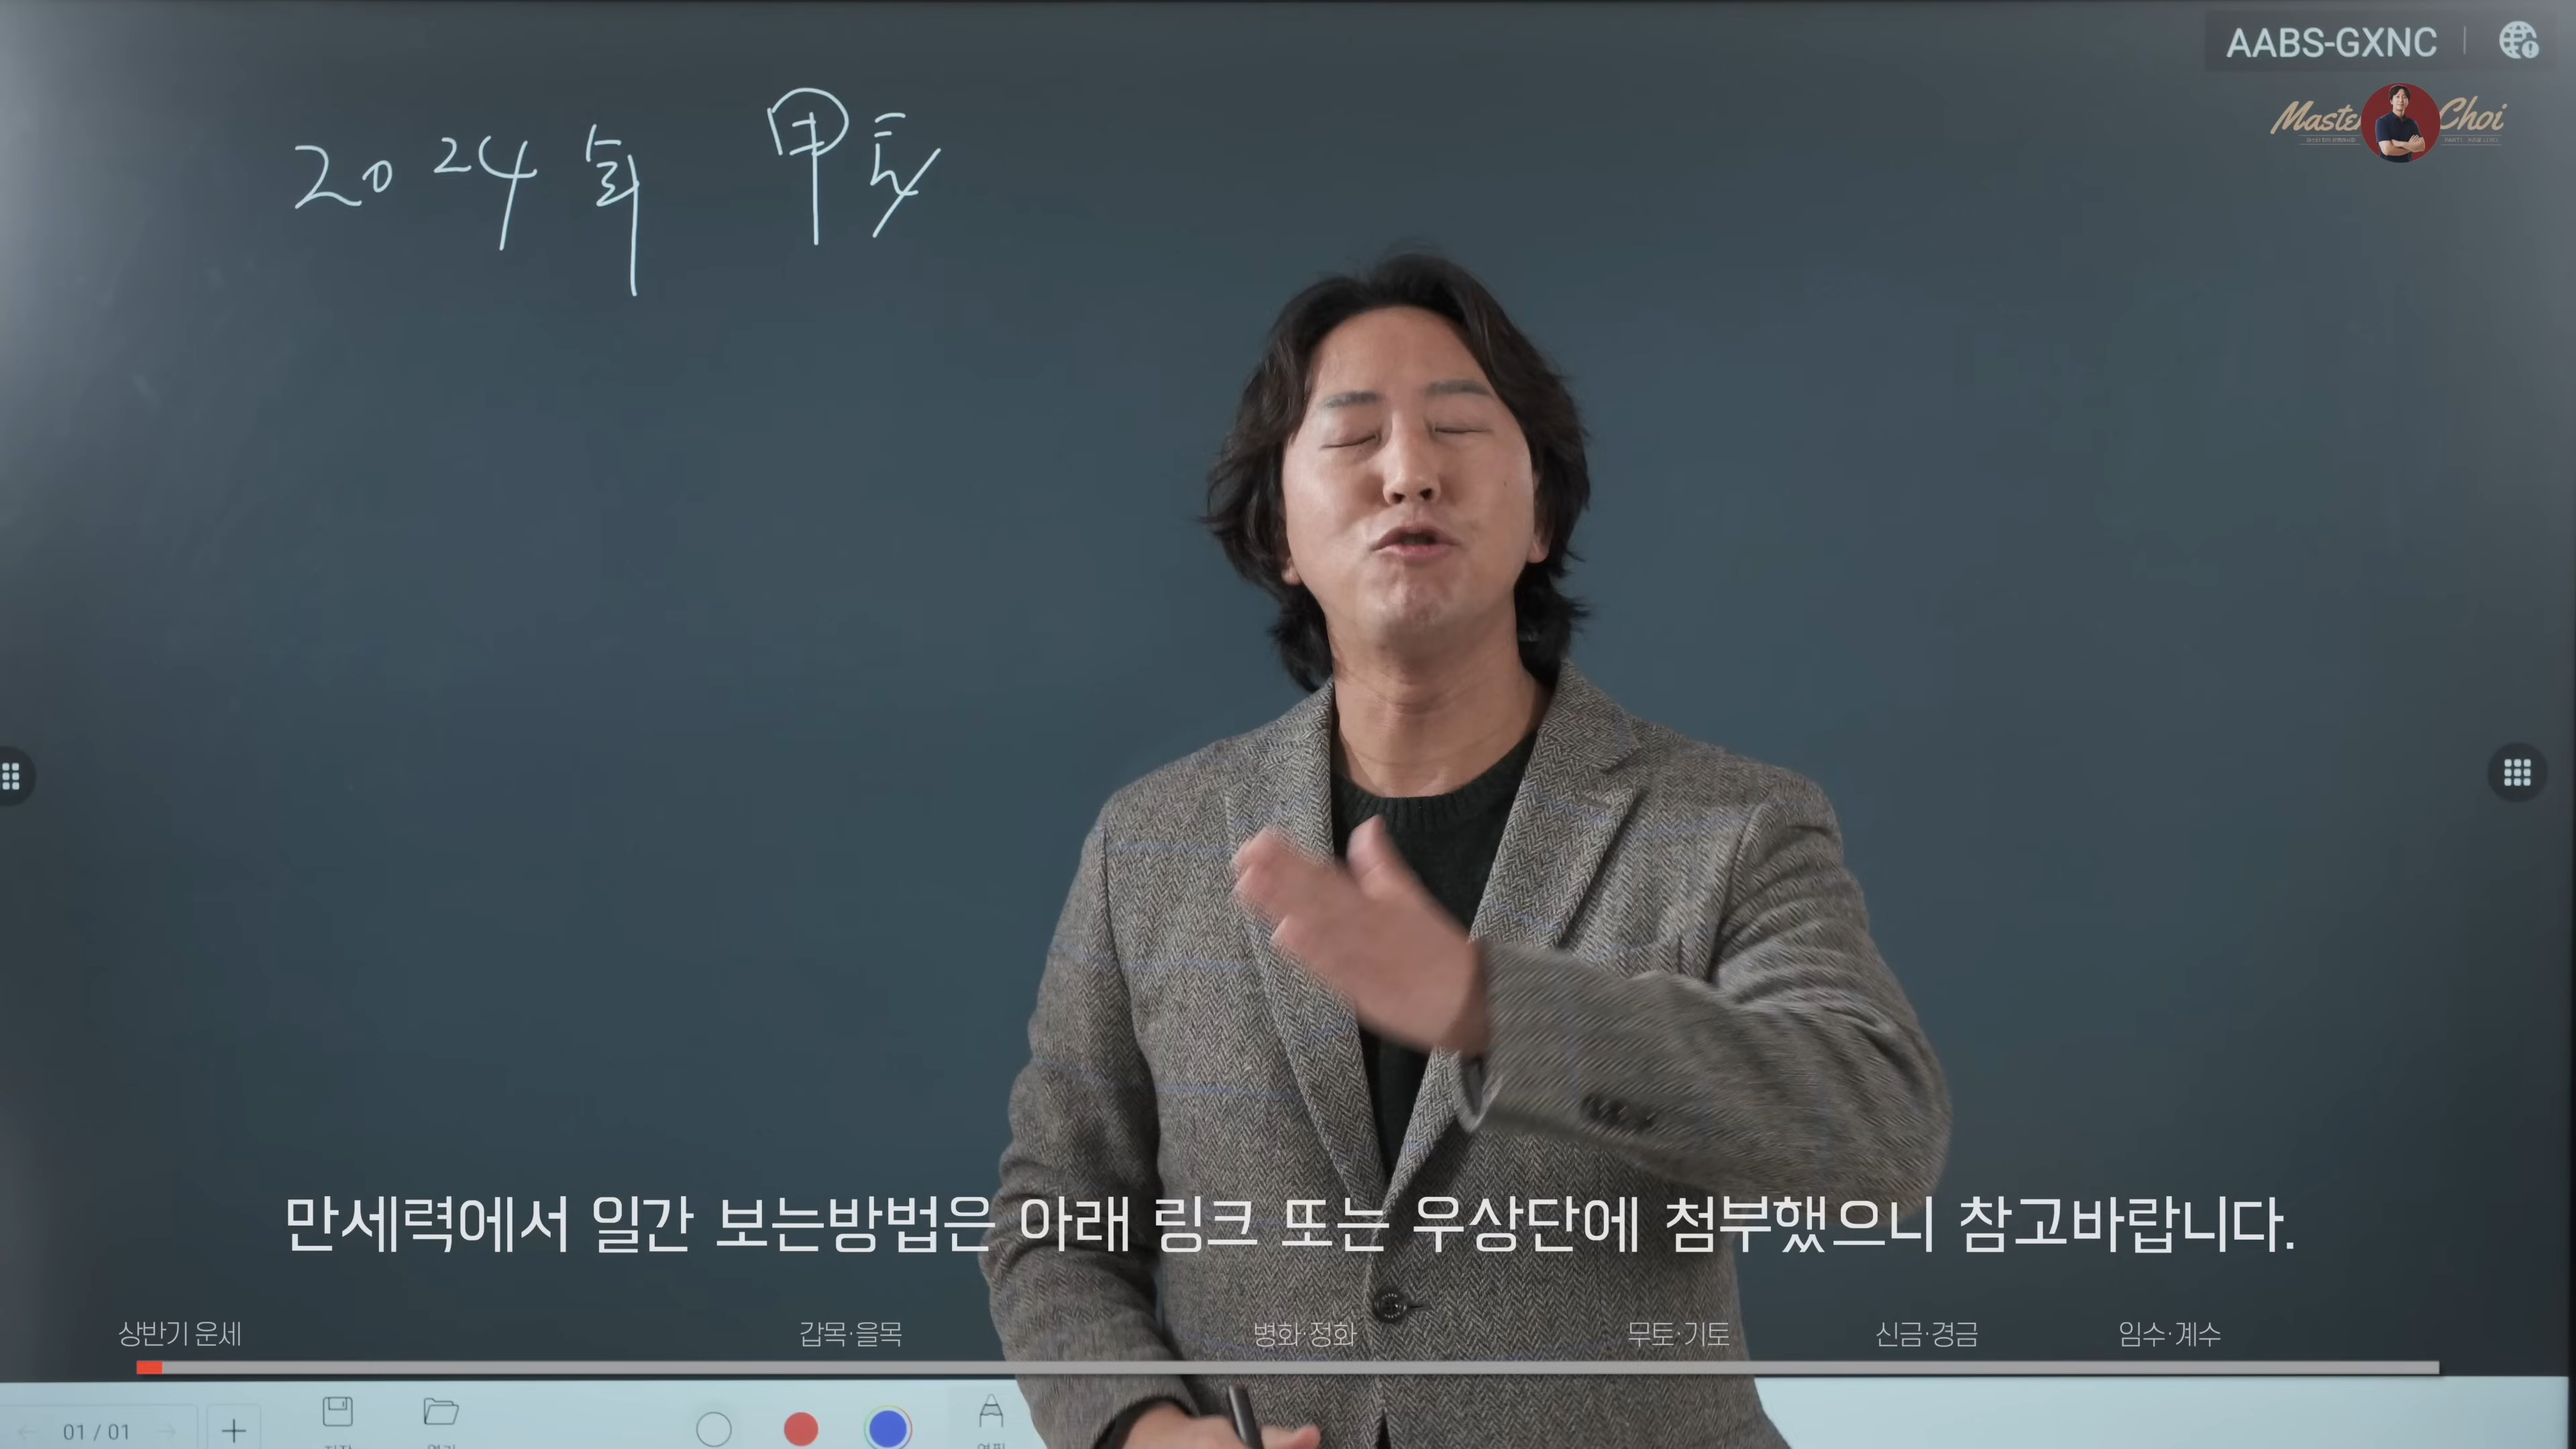 AABS-GXNC
Master Choi
2024年 甲辰
만세력에서 일간 보는방법은 아래 링크 또는 우상단에 첨부했으니 참고바랍니다.
상반기 운세 갑목·을목 병화·정화 무토·기토 신금·경금 임수·계수
01 / 01